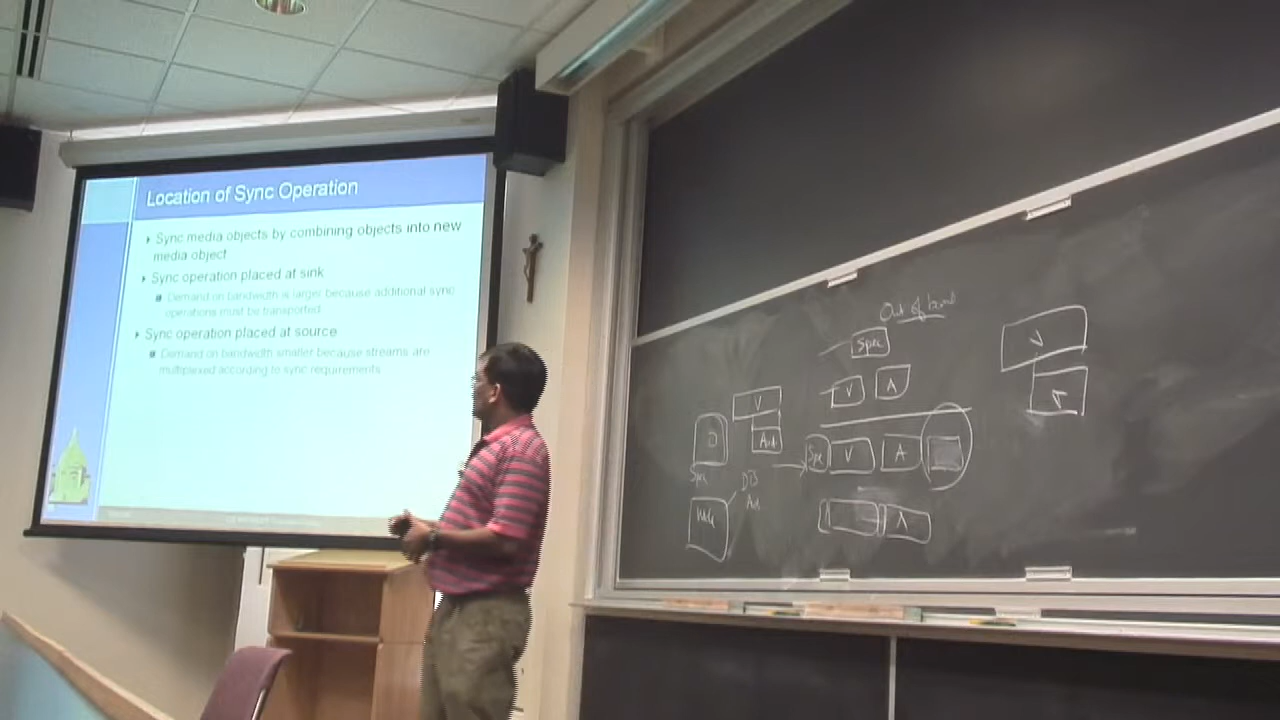 Location of Sync Operation
Sync media objects by combining objects into new
media object
Sync operation placed at sink
Demand on bandwidth is larger because additional sync
operations must be transported
Sync operation placed at source
Demand on bandwidth smaller because streams are
multiplexed according to sync requirements
Out of band
Spec
V A
V
Aud
D
Spe V A
V
A